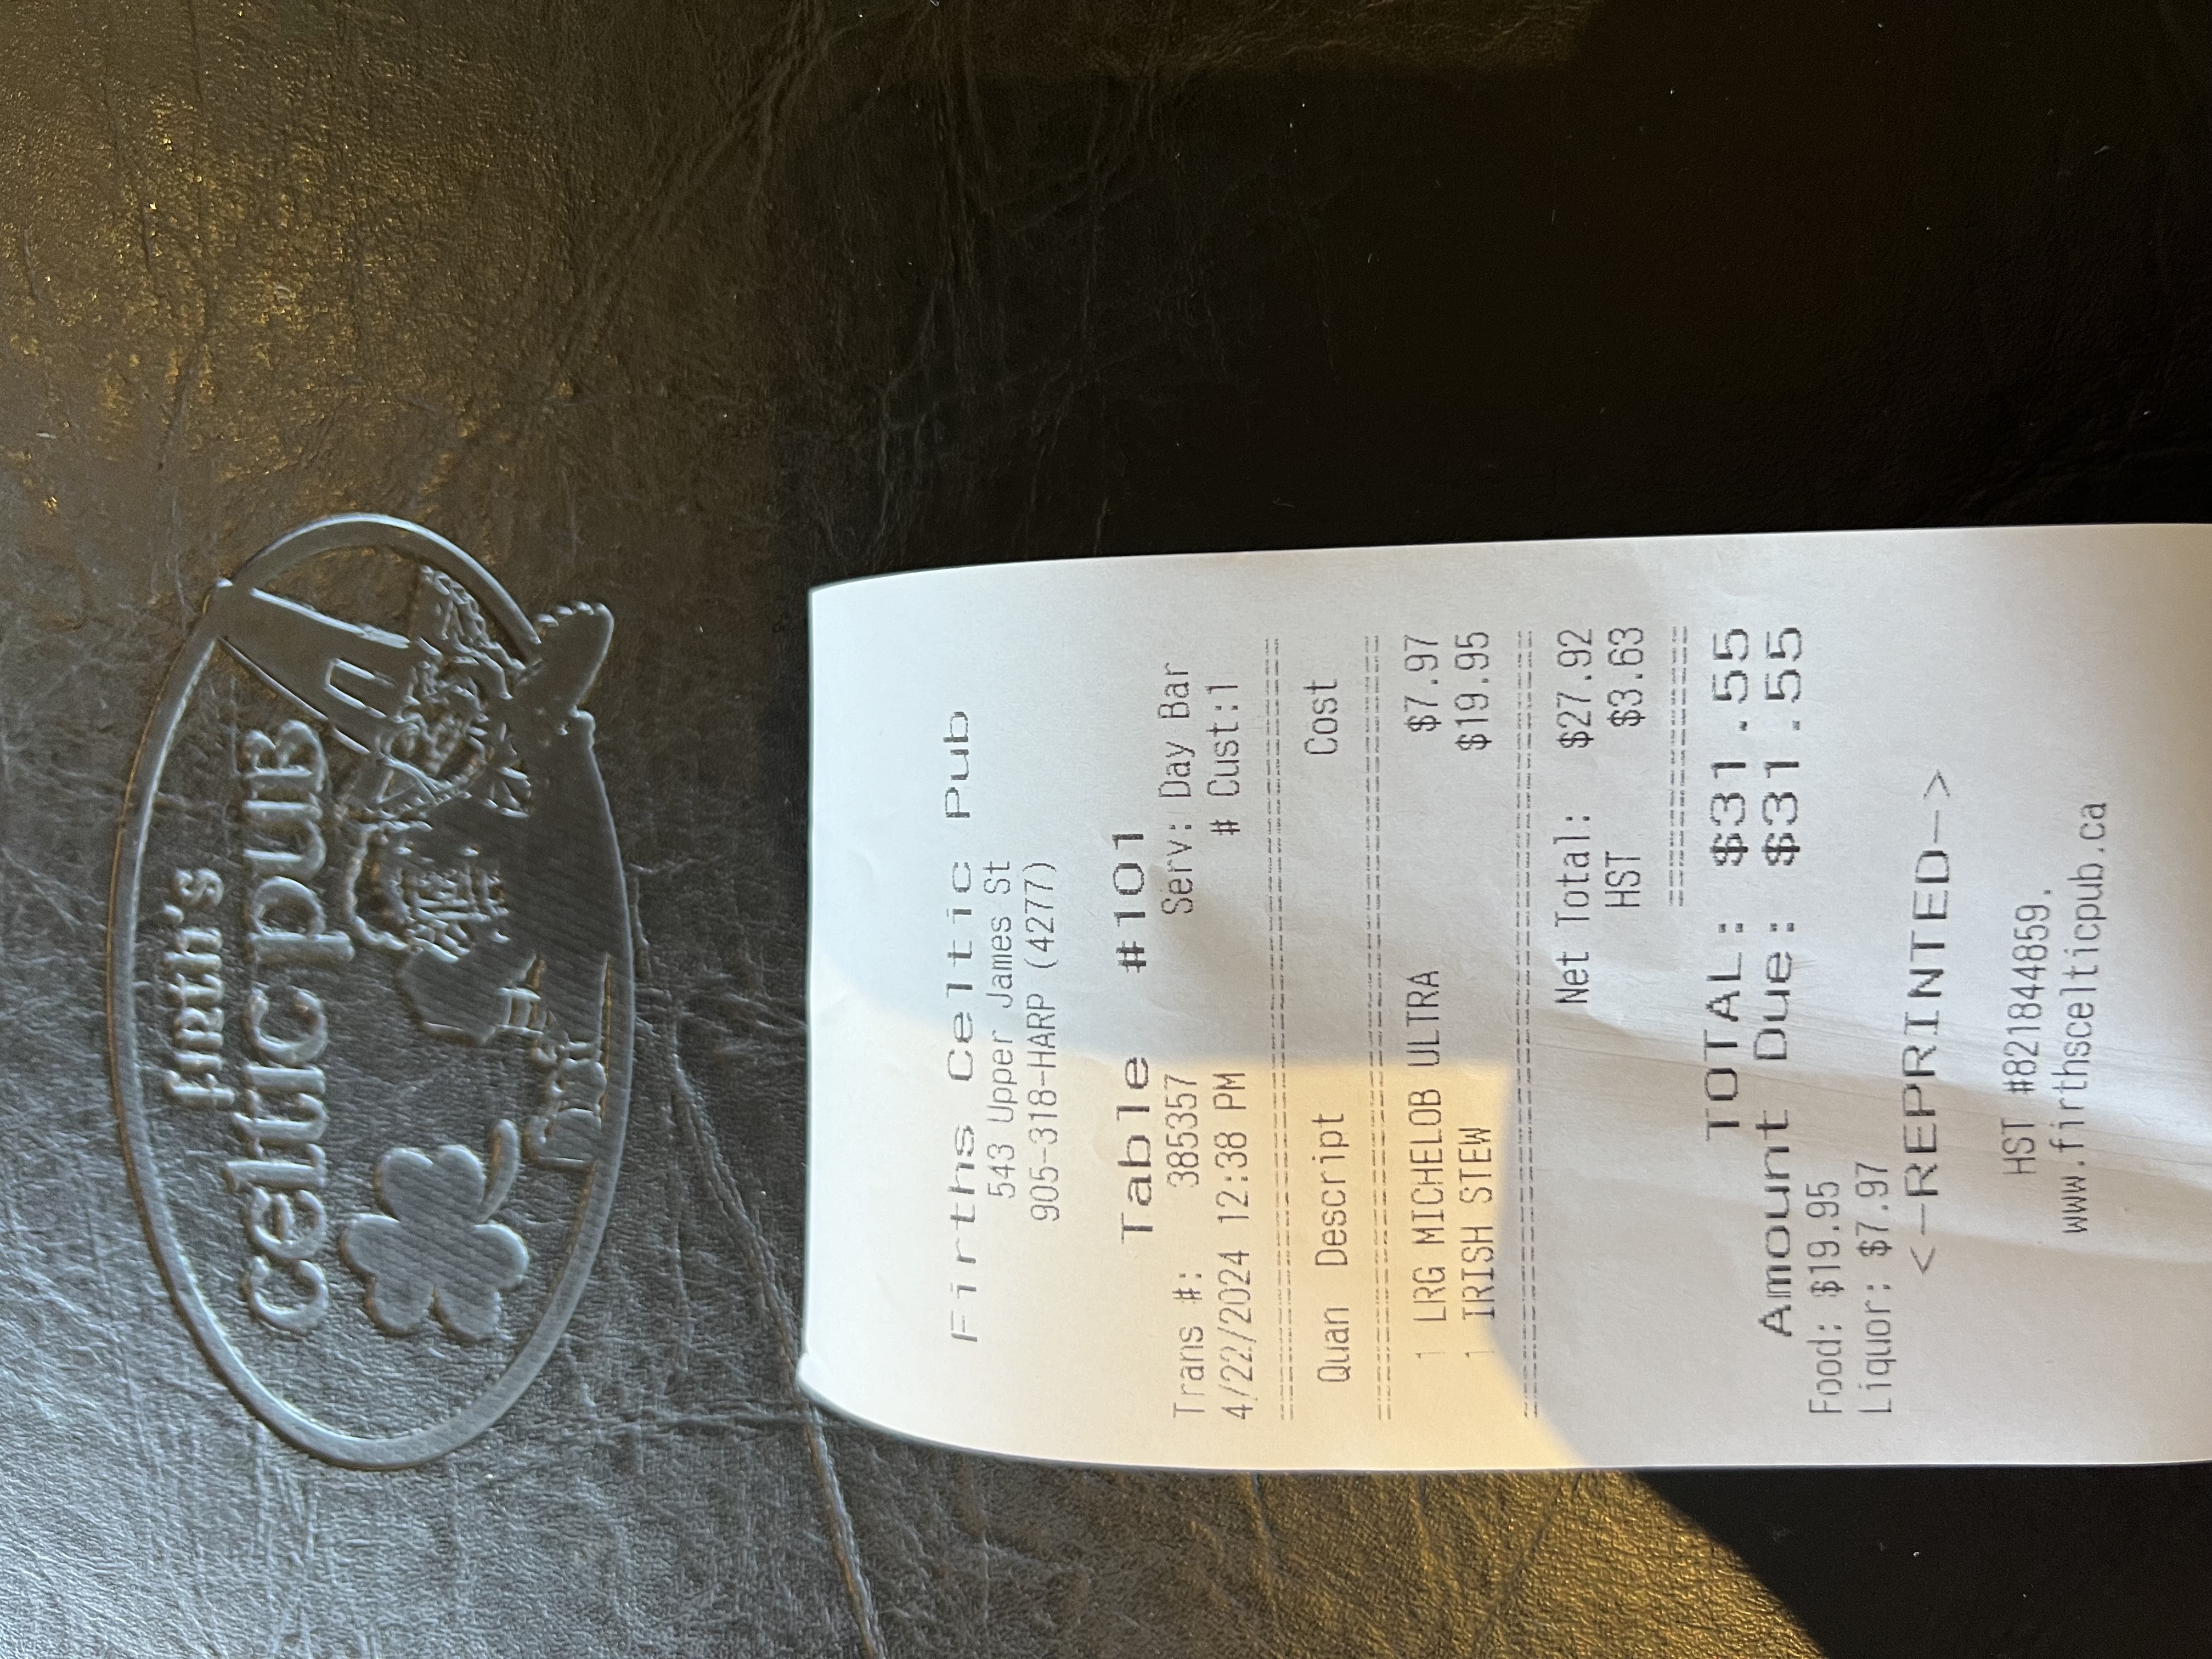 firth's
celtic pub
Firths Celtic Pub
543 Upper James St
905-318-HARP (4277)
Table #101
Trans #: 385357 Serv: Day Bar
4/22/2024 12:38 PM # Cust:1
Quan Descript Cost
1 LRG MICHELOB ULTRA $7.97
1 IRISH STEW $19.95
Net Total: $27.92
HST $3.63
TOTAL: $31.55
Amount Due: $31.55
Food: $19.95
Liquor: $7.97
<-REPRINTED->
HST #821844859.
www.firthscelticpub.ca